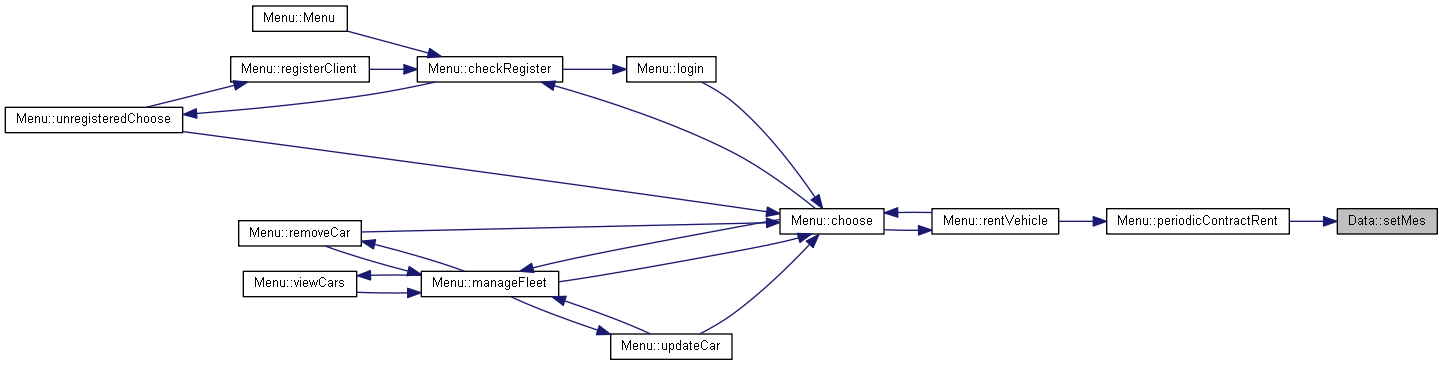 Menu::Menu
Menu::registerClient
Menu::checkRegister
Menu::login
Menu::unregisteredChoose
Menu::choose
Menu::rentVehicle
Menu::periodicContractRent
Data::setMes
Menu::removeCar
Menu::viewCars
Menu::manageFleet
Menu::updateCar